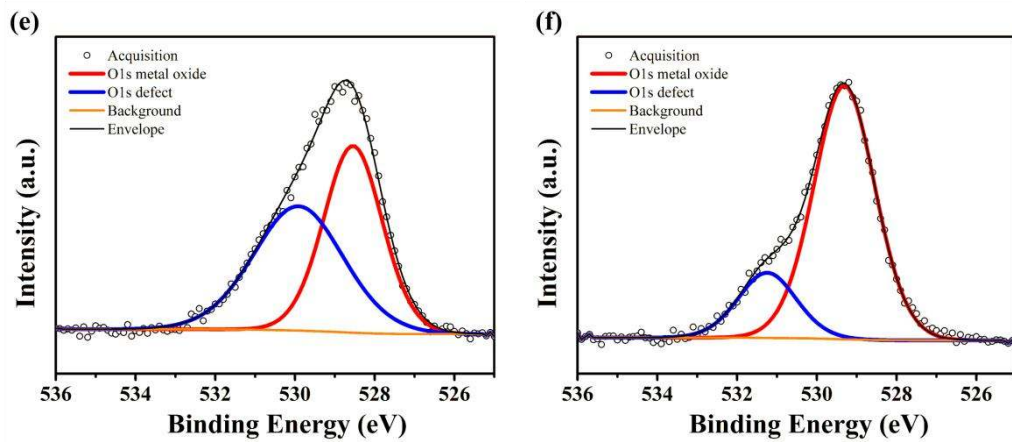 (e)
Acquisition
O1s metal oxide
O1s defect
Background
Envelope
Intensity (a.u.)
536 534 532 530 528 526
Binding Energy (eV)
(f)
Acquisition
O1s metal oxide
O1s defect
Background
Envelope
Intensity (a.u.)
536 534 532 530 528 526
Binding Energy (eV)